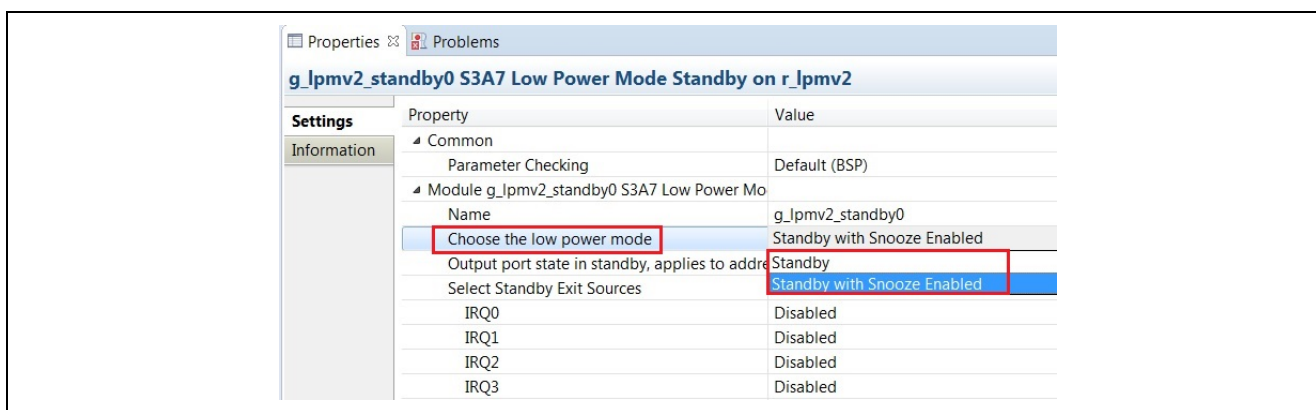 Properties Problems
g_lpmv2_standby0 S3A7 Low Power Mode Standby on r_lpmv2
Settings
Information
Property Value
Common
Parameter Checking Default (BSP)
Module g_lpmv2_standby0 S3A7 Low Power Mo
Name g_lpmv2_standby0
Choose the low power mode Standby with Snooze Enabled
Output port state in standby, applies to addre Standby
Select Standby Exit Sources Standby with Snooze Enabled
IRQ0 Disabled
IRQ1 Disabled
IRQ2 Disabled
IRQ3 Disabled